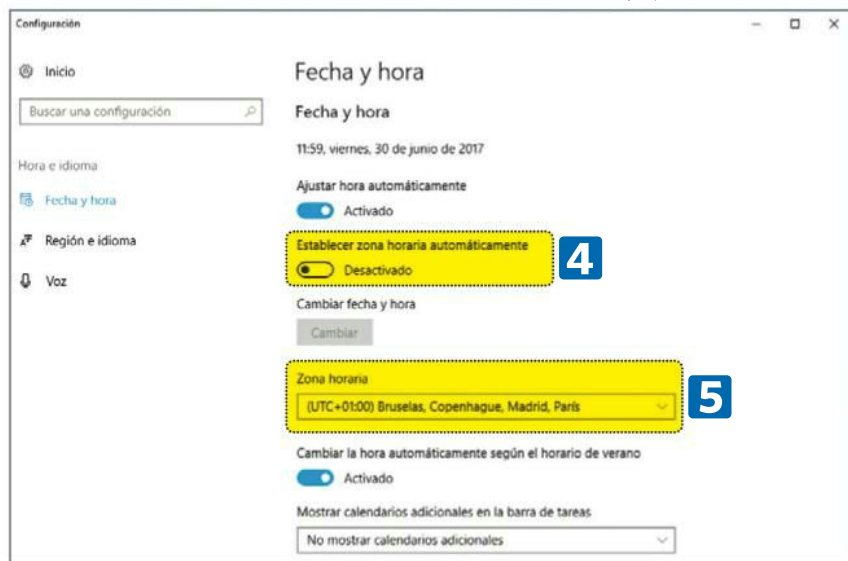 Configuración
Inicio
Buscar una configuración
Hora e idioma
Fecha y hora
Región e idioma
Voz
Fecha y hora
Fecha y hora
11:59, viernes, 30 de junio de 2017
Ajustar hora automáticamente
Activado
Establecer zona horaria automáticamente
Desactivado
4
Cambiar fecha y hora
Cambiar
Zona horaria
(UTC+01:00) Bruselas, Copenhague, Madrid, París
5
Cambiar la hora automáticamente según el horario de verano
Activado
Mostrar calendarios adicionales en la barra de tareas
No mostrar calendarios adicionales